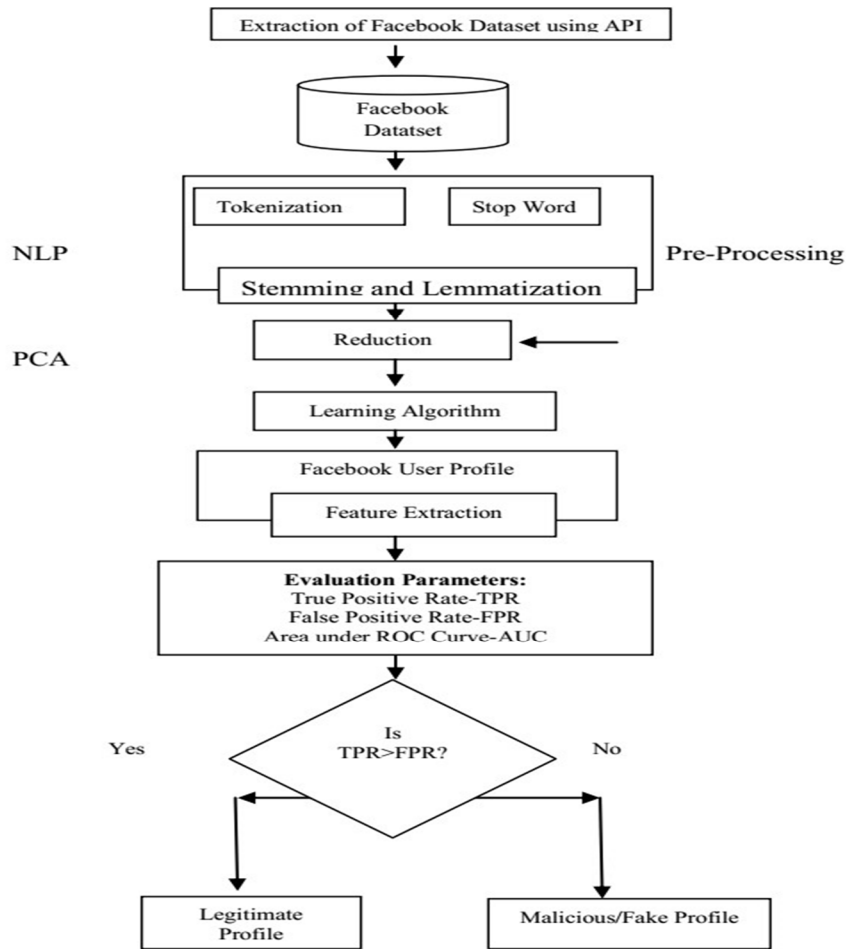 Extraction of Facebook Dataset using API
Facebook
Datatset
Tokenization
Stop Word
NLP
Pre-Processing
Stemming and Lemmatization
Reduction
PCA
Learning Algorithm
Facebook User Profile
Feature Extraction
Evaluation Parameters:
True Positive Rate-TPR
False Positive Rate-FPR
Area under ROC Curve-AUC
Is
TPR>FPR?
Yes
No
Legitimate
Profile
Malicious/Fake Profile